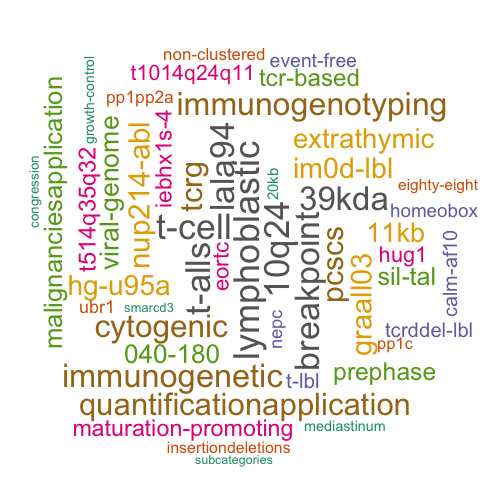 non-clustered
event-free
t1014q24q11
tcr-based
pp1pp2a
immunogenotyping
growth-control
malignanciesapplication
congression
t514q35q32
viral-genome
nup214-abl
iebhx1s-4
tcrg
lala94
extrathymic
im0d-lbl
20kb
39kda
eighty-eight
homeobox
t-cell
t-alls
eortc
lymphoblastic
10q24
breakpoint
pcscs
graall03
11kb
hug1
sil-tal
calm-af10
hg-u95a
ubr1
smarcd3
cytogenic
nepc
tcrddel-lbl
pp1c
040-180
immunogenetic
t-lbl
prephase
quantificationapplication
maturation-promoting
mediastinum
insertiondeletions
subcategories